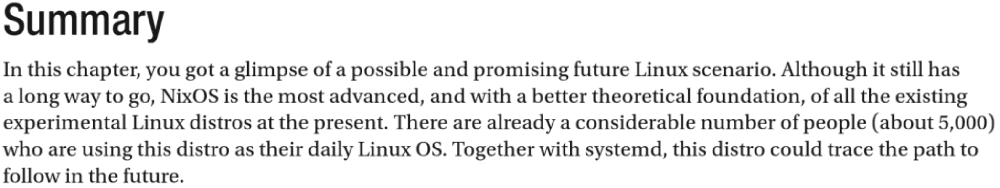 Summary
In this chapter, you got a glimpse of a possible and promising future Linux scenario. Although it still has
a long way to go, NixOS is the most advanced, and with a better theoretical foundation, of all the existing
experimental Linux distros at the present. There are already a considerable number of people (about 5,000)
who are using this distro as their daily Linux OS. Together with systemd, this distro could trace the path to
follow in the future.